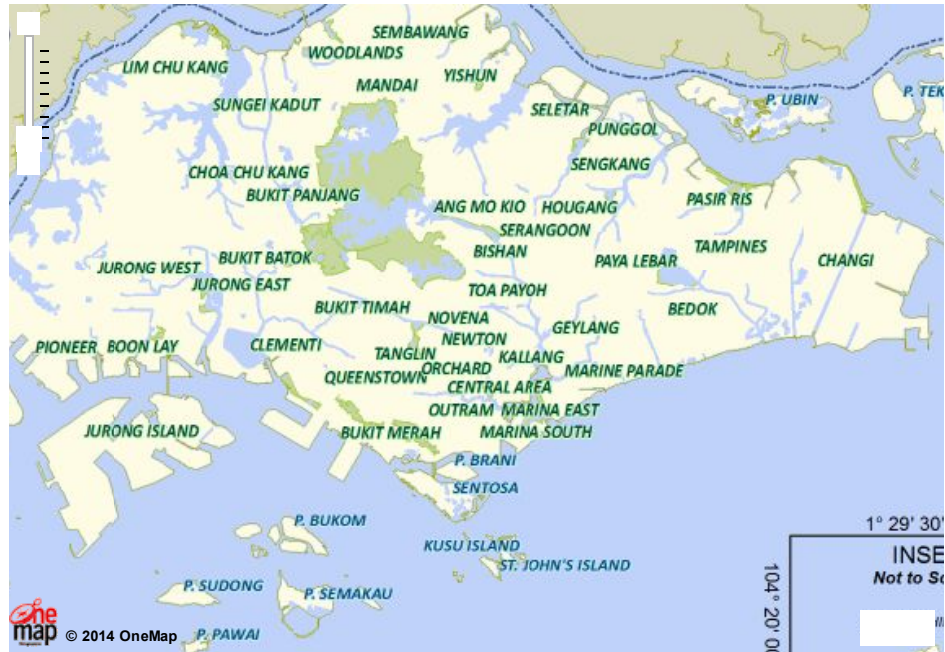 SEMBAWANG
WOODLANDS
LIM CHU KANG
YISHUN
MANDAI
P. UBIN
P. TEK
SUNGEI KADUT
SELETAR
PUNGGOL
SENGKANG
CHOA CHU KANG
BUKIT PANJANG
PASIR RIS
ANG MO KIO
HOUGANG
SERANGOON
BISHAN
TAMPINES
BUKIT BATOK
PAYA LEBAR
CHANGI
JURONG WEST
JURONG EAST
TOA PAYOH
BUKIT TIMAH
NOVENA
BEDOK
GEYLANG
NEWTON
PIONEER
BOON LAY
CLEMENTI
TANGLIN
KALLANG
ORCHARD
MARINE PARADE
QUEENSTOWN
CENTRAL AREA
OUTRAM
MARINA EAST
JURONG ISLAND
BUKIT MERAH
MARINA SOUTH
P. BRANI
SENTOSA
P. BUKOM
KUSU ISLAND
ST. JOHN'S ISLAND
P. SUDONG
P. SEMAKAU
P. PAWAI
1° 29' 30'
INSE
Not to Sc
104° 20' 00
One
map
© 2014 OneMap